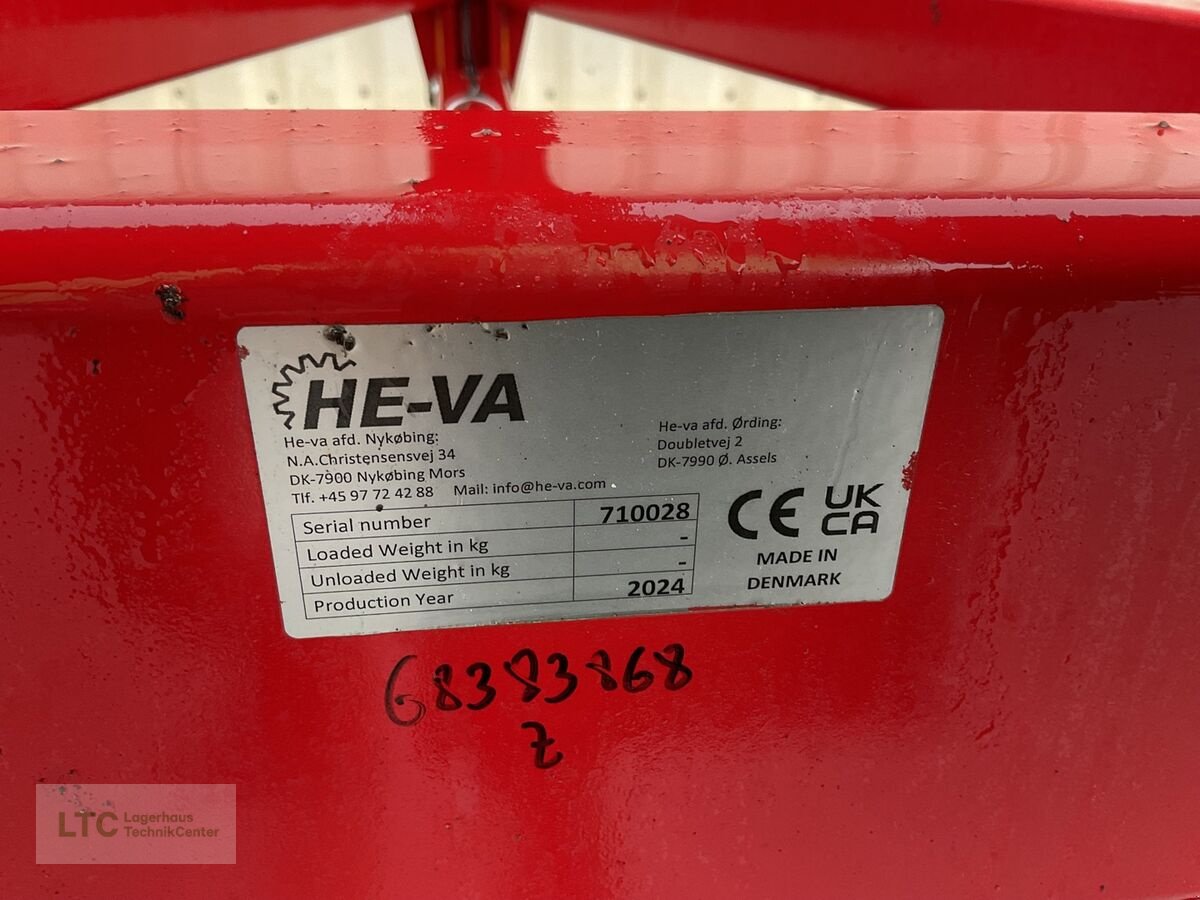 HE-VA
He-va afd. Nykøbing:
N.A.Christensensvej 34
DK-7900 Nykøbing Mors
Tlf. +45 97 72 42 88 Mail: info@he-va.com
He-va afd. Ørding:
Doubletvej 2
DK-7990 Ø. Assels
Serial number 710028
Loaded Weight in kg -
Unloaded Weight in kg -
Production Year 2024
CE UK
CA
MADE IN
DENMARK
68383868
Z
LTC Lagerhaus
TechnikCenter